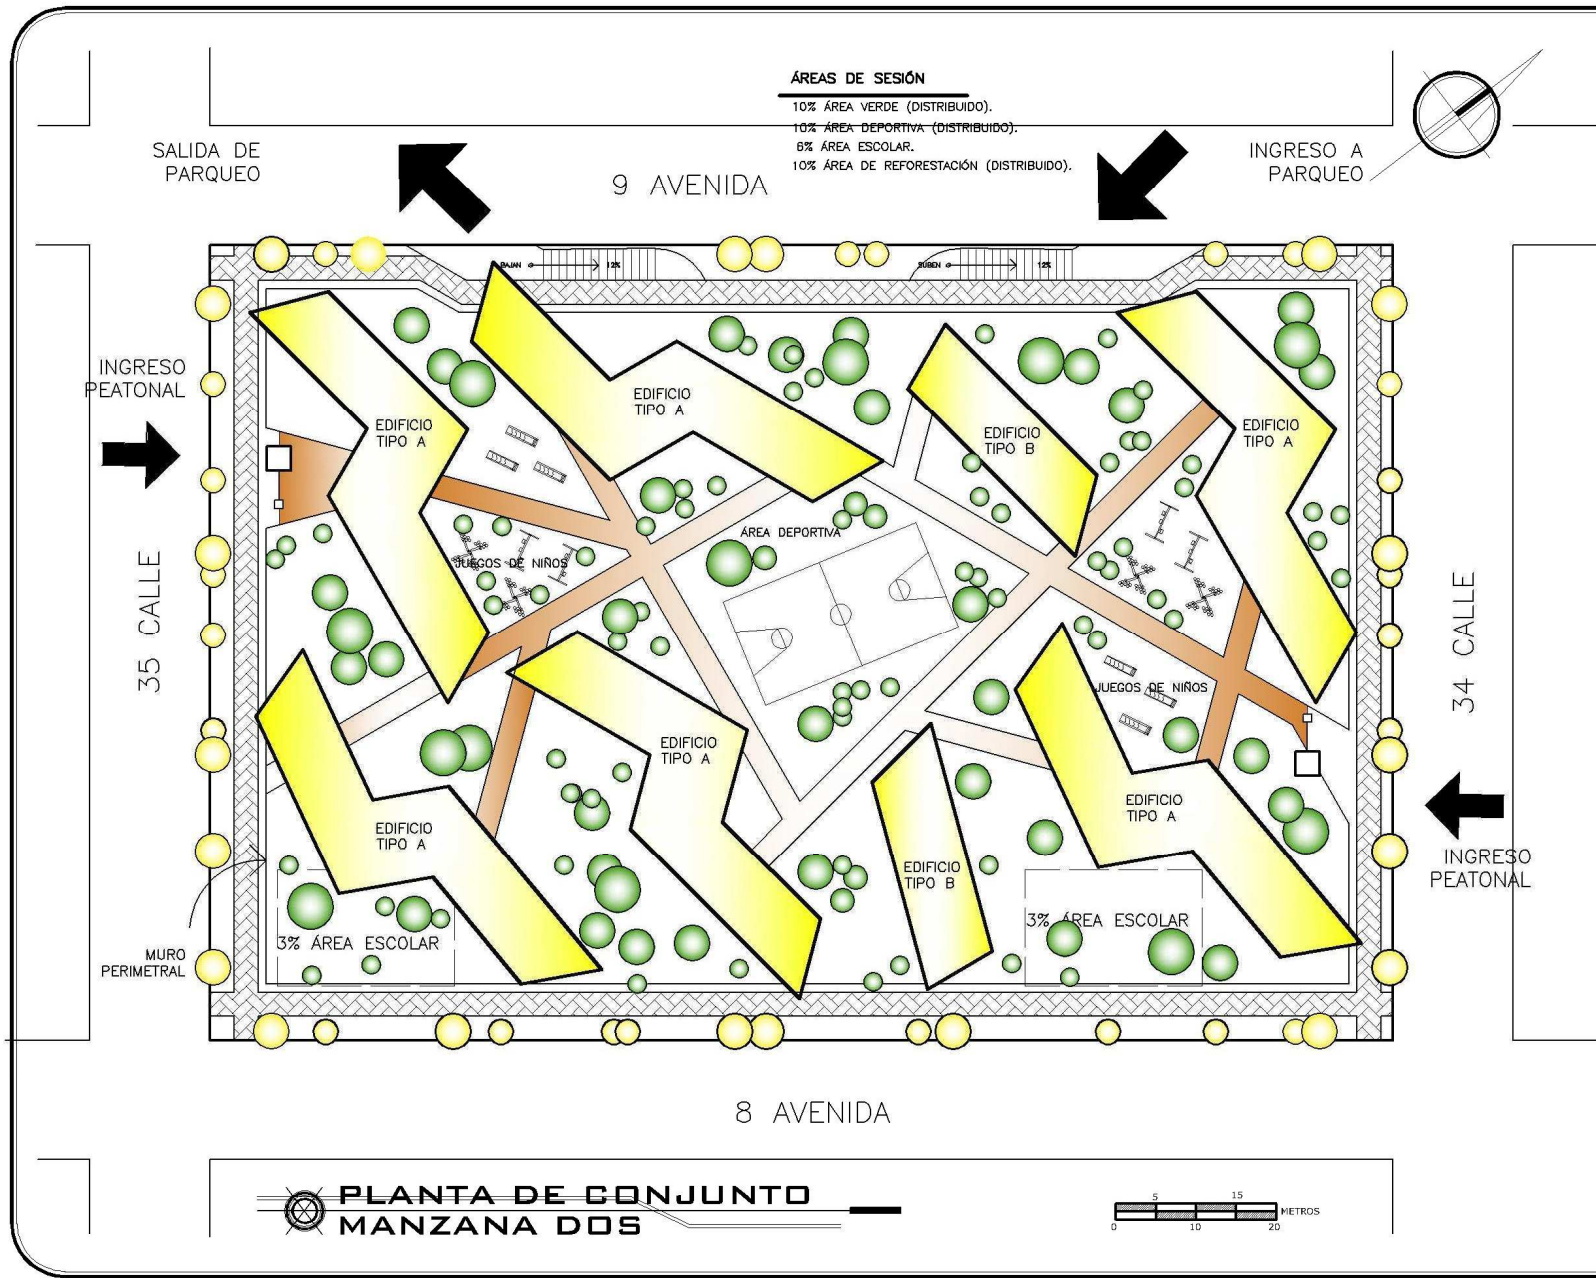 ÁREAS DE SESIÓN
10% ÁREA VERDE (DISTRIBUIDO).
10% ÁREA DEPORTIVA (DISTRIBUIDO).
6% ÁREA ESCOLAR.
10% ÁREA DE REFORESTACIÓN (DISTRIBUIDO).
SALIDA DE
PARQUEO
9 AVENIDA
INGRESO A
PARQUEO
BAJAN
12%
SUBEN
12%
INGRESO
PEATONAL
EDIFICIO
TIPO A
EDIFICIO
TIPO A
EDIFICIO
TIPO B
EDIFICIO
TIPO A
ÁREA DEPORTIVA
JUEGOS DE NIÑOS
35 CALLE
34 CALLE
JUEGOS DE NIÑOS
EDIFICIO
TIPO A
EDIFICIO
TIPO A
EDIFICIO
TIPO A
EDIFICIO
TIPO B
INGRESO
PEATONAL
3% ÁREA ESCOLAR
3% ÁREA ESCOLAR
MURO
PERIMETRAL
8 AVENIDA
PLANTA DE CONJUNTO
MANZANA DOS
5 15
METROS
0 10 20